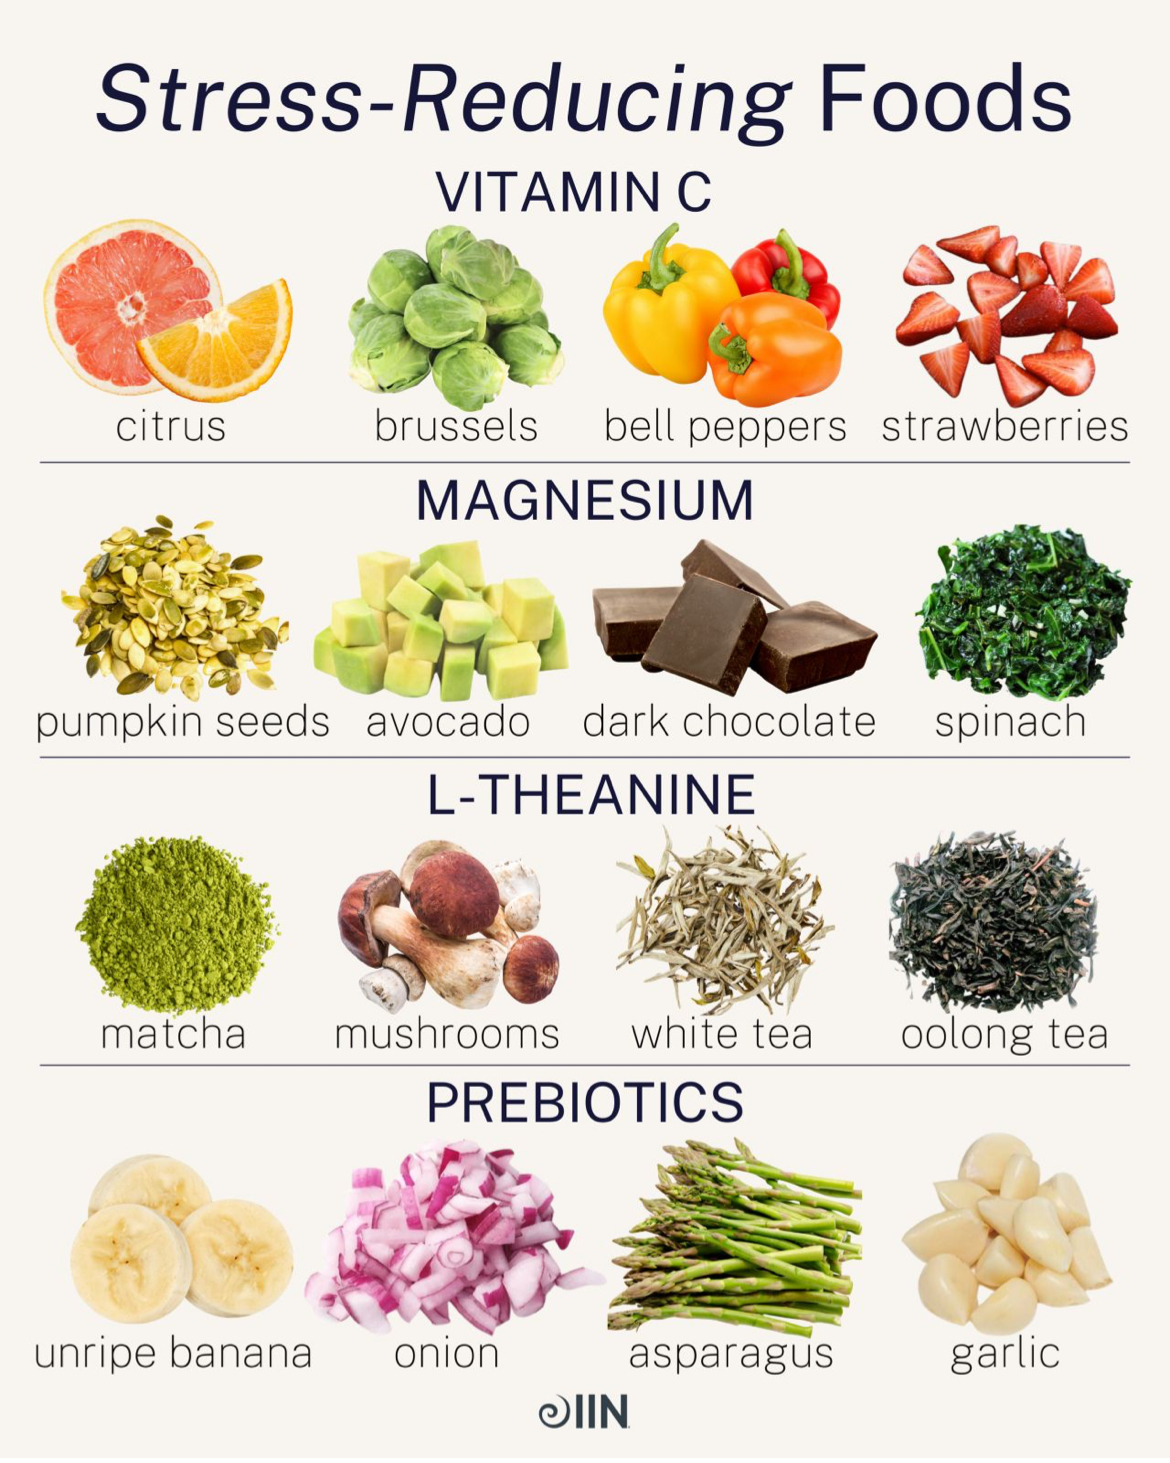 Stress-Reducing Foods
VITAMIN C
citrus brussels bell peppers strawberries
MAGNESIUM
pumpkin seeds avocado dark chocolate spinach
L-THEANINE
matcha mushrooms white tea oolong tea
PREBIOTICS
unripe banana onion asparagus garlic
IIN